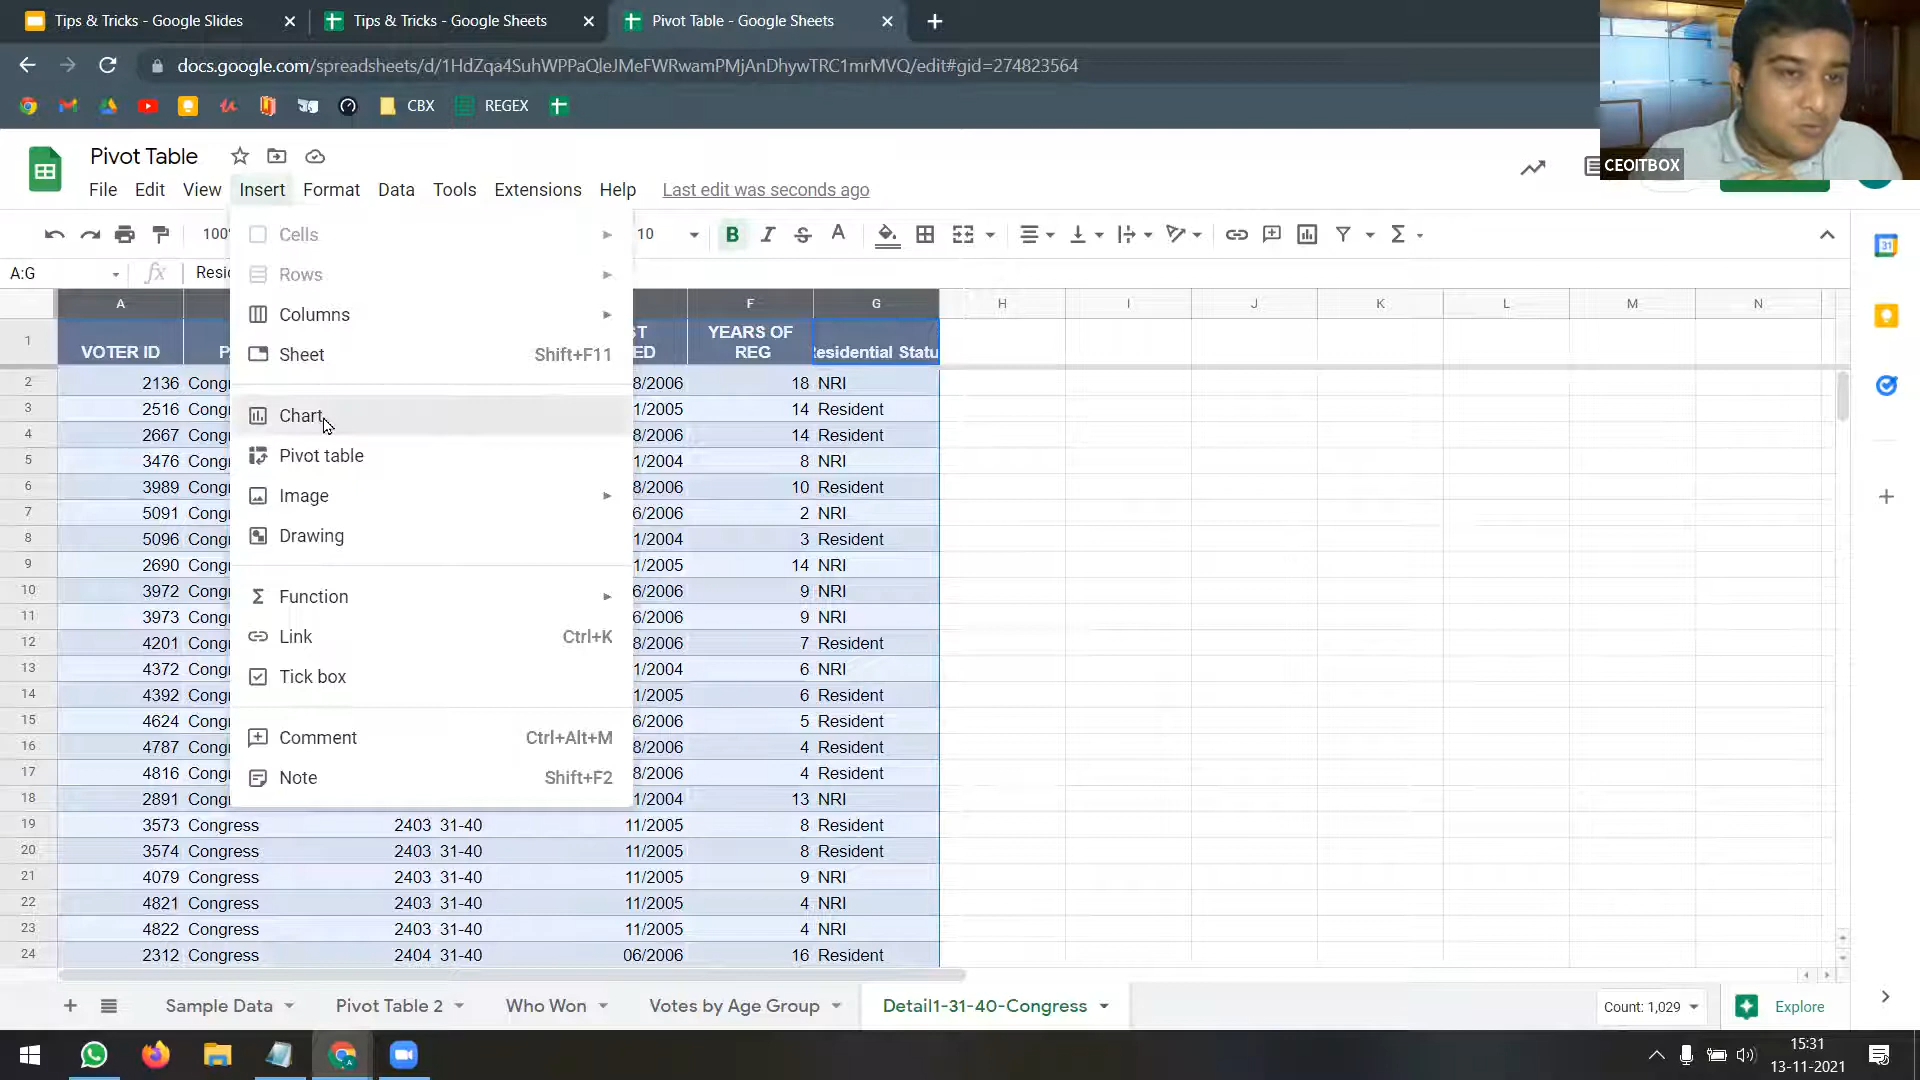 Tips & Tricks - Google Slides
Tips & Tricks - Google Sheets
Pivot Table - Google Sheets
docs.google.com/spreadsheets/d/1HdZqa4SuhWPPaQleJMeFWRwamPMjAnDhywTRC1mrMVQ/edit#gid=274823564
CBX REGEX
CEOITBOX
Pivot Table
File Edit View Insert Format Data Tools Extensions Help Last edit was seconds ago
100 10 B I S A
A:G fx Resi
A F G H I J K L M N
1 VOTER ID YEARS OF REG Residential Statu
2 2136 Cong 8/2006 18 NRI
3 2516 Cong 1/2005 14 Resident
4 2667 Cong 8/2006 14 Resident
5 3476 Cong 1/2004 8 NRI
6 3989 Cong 8/2006 10 Resident
7 5091 Cong 6/2006 2 NRI
8 5096 Cong 1/2004 3 Resident
9 2690 Cong 1/2005 14 NRI
10 3972 Cong 6/2006 9 NRI
11 3973 Cong 6/2006 9 NRI
12 4201 Cong 8/2006 7 Resident
13 4372 Cong 1/2004 6 NRI
14 4392 Cong 1/2005 6 Resident
15 4624 Cong 6/2006 5 Resident
16 4787 Cong 8/2006 4 Resident
17 4816 Cong 8/2006 4 Resident
18 2891 Cong 1/2004 13 NRI
19 3573 Congress 2403 31-40 11/2005 8 Resident
20 3574 Congress 2403 31-40 11/2005 8 Resident
21 4079 Congress 2403 31-40 11/2005 9 NRI
22 4821 Congress 2403 31-40 11/2005 4 NRI
23 4822 Congress 2403 31-40 11/2005 4 NRI
24 2312 Congress 2404 31-40 06/2006 16 Resident
Cells
Rows
Columns
Sheet Shift+F11
Chart
Pivot table
Image
Drawing
Function
Link Ctrl+K
Tick box
Comment Ctrl+Alt+M
Note Shift+F2
Sample Data Pivot Table 2 Who Won Votes by Age Group Detail1-31-40-Congress Count: 1,029 Explore
15:31
13-11-2021